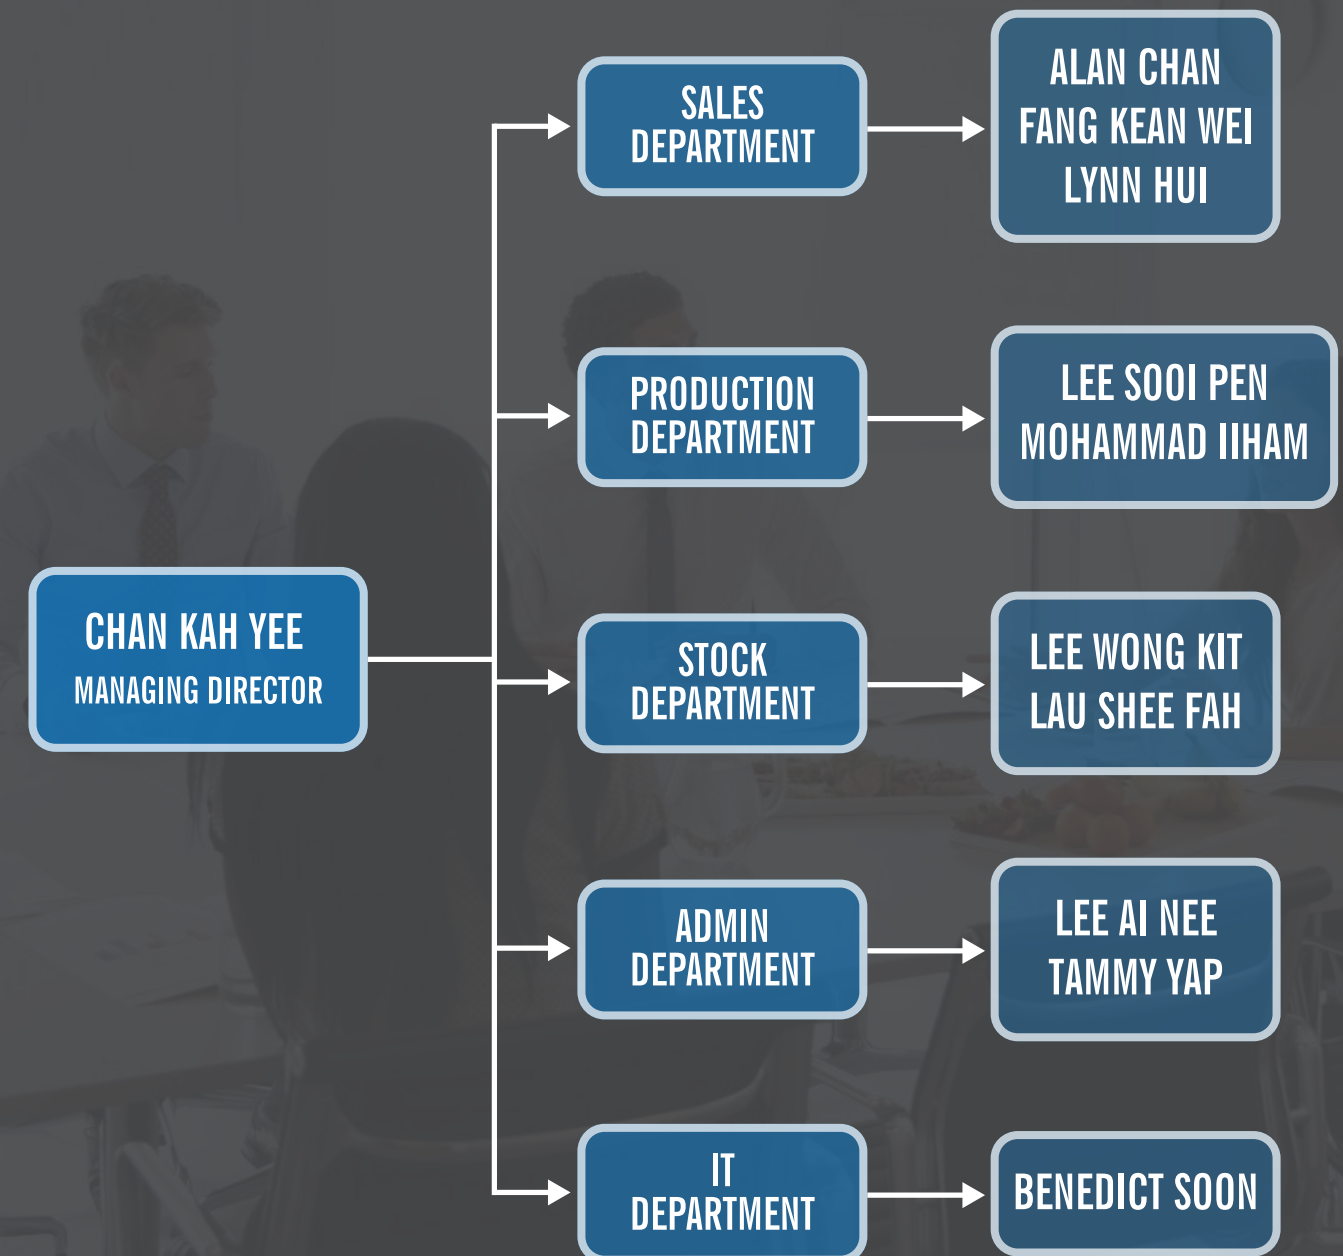 SALES
DEPARTMENT
ALAN CHAN
FANG KEAN WEI
LYNN HUI
PRODUCTION
DEPARTMENT
LEE SOOI PEN
MOHAMMAD IIHAM
CHAN KAH YEE
MANAGING DIRECTOR
STOCK
DEPARTMENT
LEE WONG KIT
LAU SHEE FAH
ADMIN
DEPARTMENT
LEE AI NEE
TAMMY YAP
IT
DEPARTMENT
BENEDICT SOON